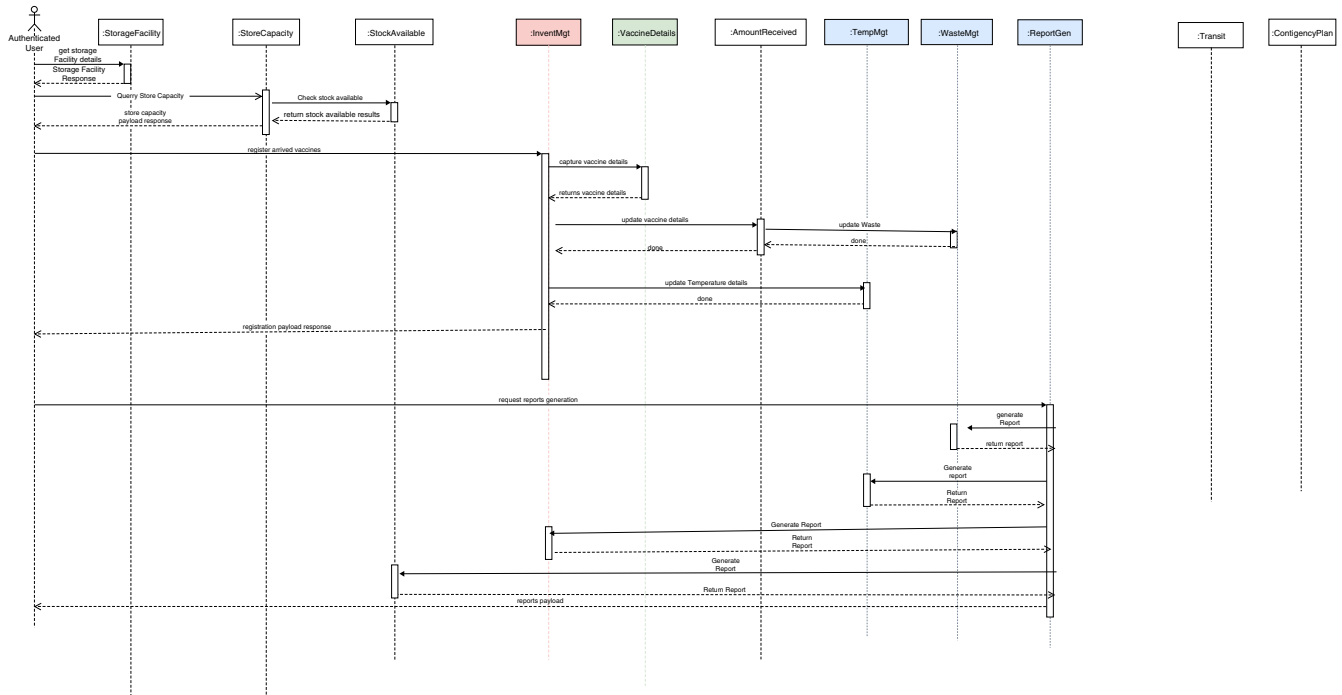 :StorageFacility
:StoreCapacity
:StockAvailable
:InventMgt
:VaccineDetails
:AmountReceived
:TempMgt
:WasteMgt
:ReportGen
:Transit
:ContigencyPlan
Authenticated
User
get storage
Facility details
Storage Facility
Response
Querry Store Capacity
Check stock available
return stock available results
store capacity
payload response
register arrived vaccines
capture vaccine details
returns vaccine details
update vaccine details
update Waste
done
done
update Temperature details
done
registration payload response
request reports generation
generate
Report
return report
Generate
report
Return
Report
Generate Report
Return
Report
Generate
Report
Return Report
reports payload